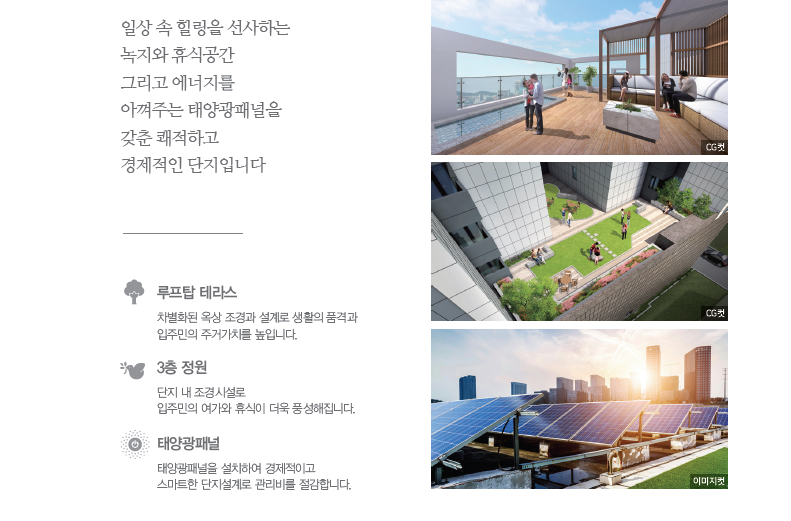 일상 속 힐링을 선사하는
녹지와 휴식공간
그리고 에너지를
아껴주는 태양광패널을
갖춘 쾌적하고
경제적인 단지입니다
루프탑 테라스
차별화된 옥상 조경과 설계로 생활의 품격과
입주민의 주거가치를 높입니다.
3층 정원
단지 내 조경시설로
입주민의 여가와 휴식이 더욱 풍성해집니다.
태양광패널
태양광패널을 설치하여 경제적이고
스마트한 단지설계로 관리비를 절감합니다.
CG컷
CG컷
이미지컷